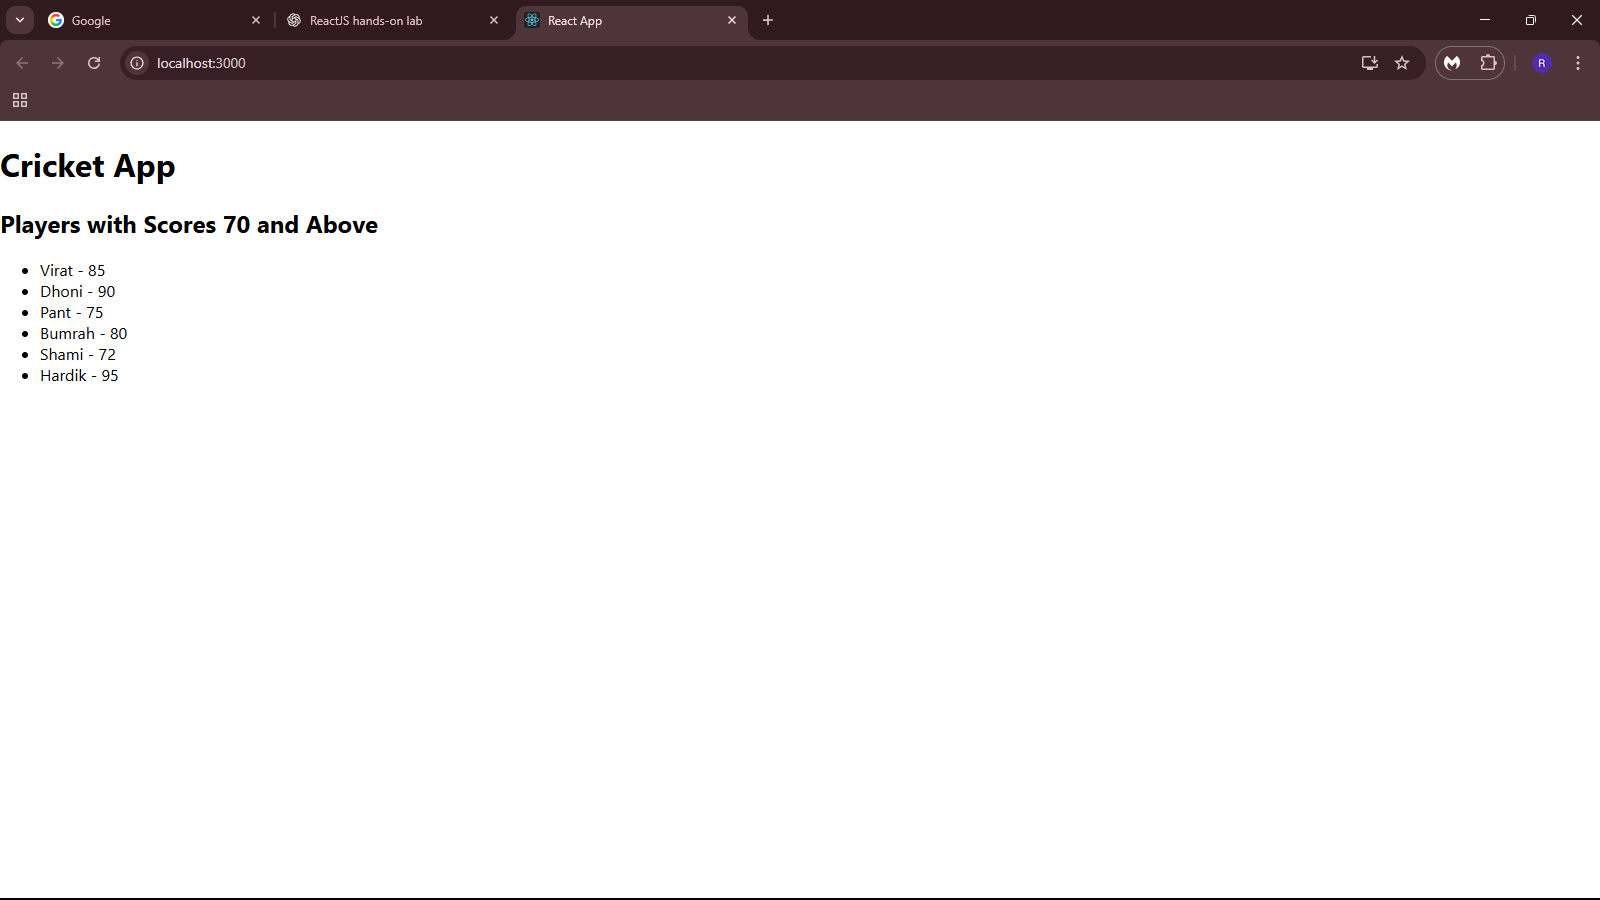 Google
ReactJS hands-on lab
React App
localhost:3000
R
Cricket App
Players with Scores 70 and Above
Virat - 85
Dhoni - 90
Pant - 75
Bumrah - 80
Shami - 72
Hardik - 95